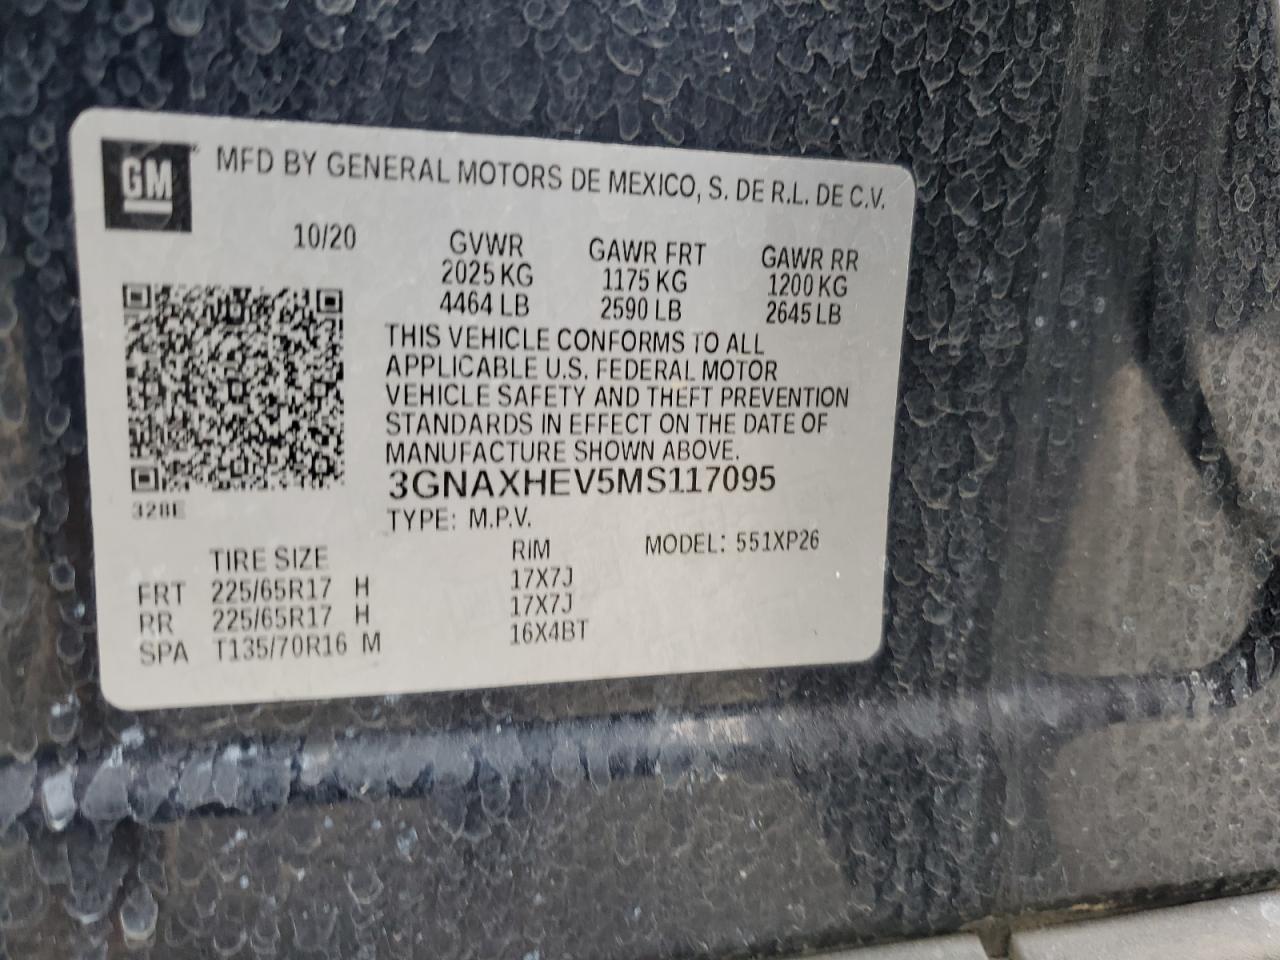 GM MFD BY GENERAL MOTORS DE MEXICO, S. DE R.L. DE C.V.
10/20 GVWR GAWR FRT GAWR RR
2025 KG 1175 KG 1200 KG
4464 LB 2590 LB 2645 LB
THIS VEHICLE CONFORMS TO ALL
APPLICABLE U.S. FEDERAL MOTOR
VEHICLE SAFETY AND THEFT PREVENTION
STANDARDS IN EFFECT ON THE DATE OF
MANUFACTURE SHOWN ABOVE.
3GNAXHEV5MS117095
328E
TYPE: M.P.V.
TIRE SIZE RIM MODEL: 551XP26
FRT 225/65R17 H 17X7J
RR 225/65R17 H 17X7J
SPA T135/70R16 M 16X4BT